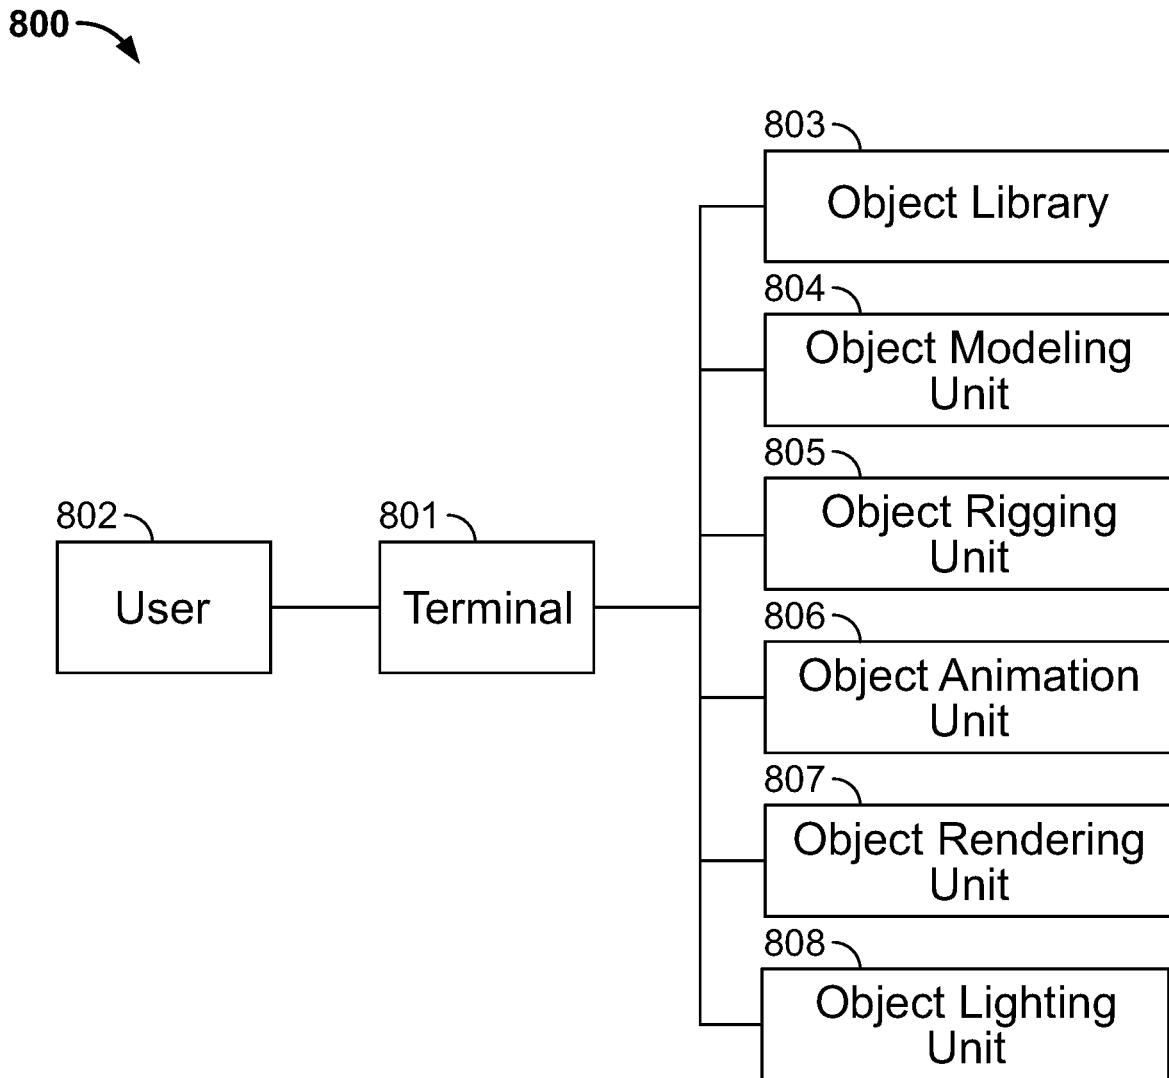 800
803
Object Library
804
Object Modeling
Unit
805
Object Rigging
Unit
802
User
801
Terminal
806
Object Animation
Unit
807
Object Rendering
Unit
808
Object Lighting
Unit